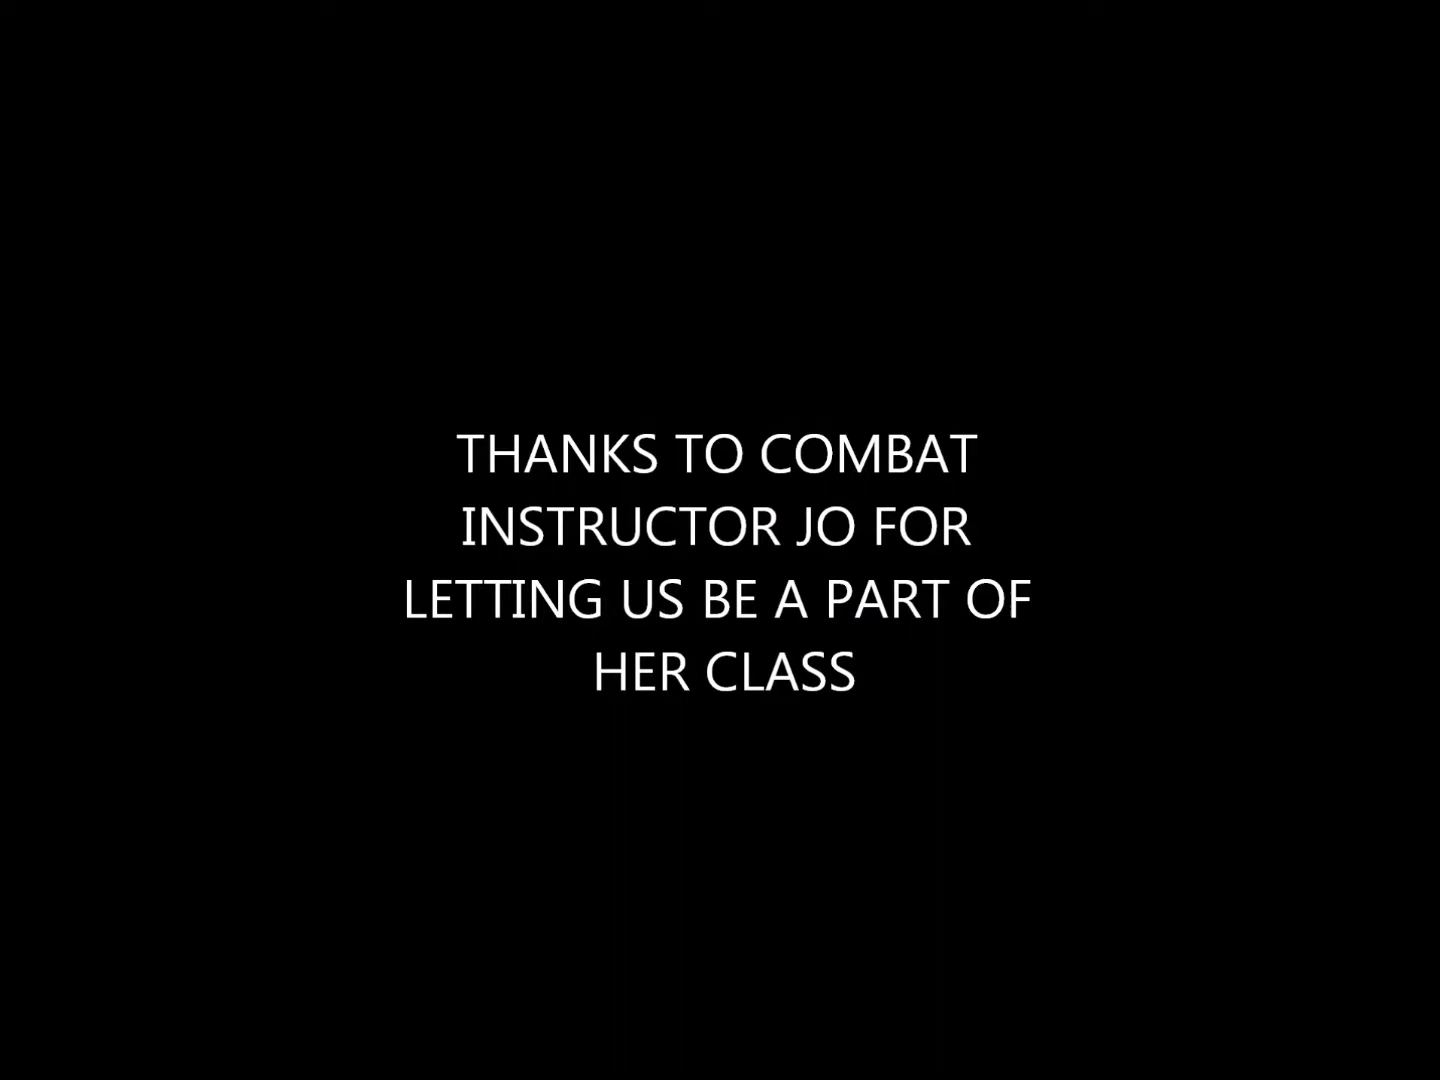 THANKS TO COMBAT
INSTRUCTOR JO FOR
LETTING US BE A PART OF
HER CLASS